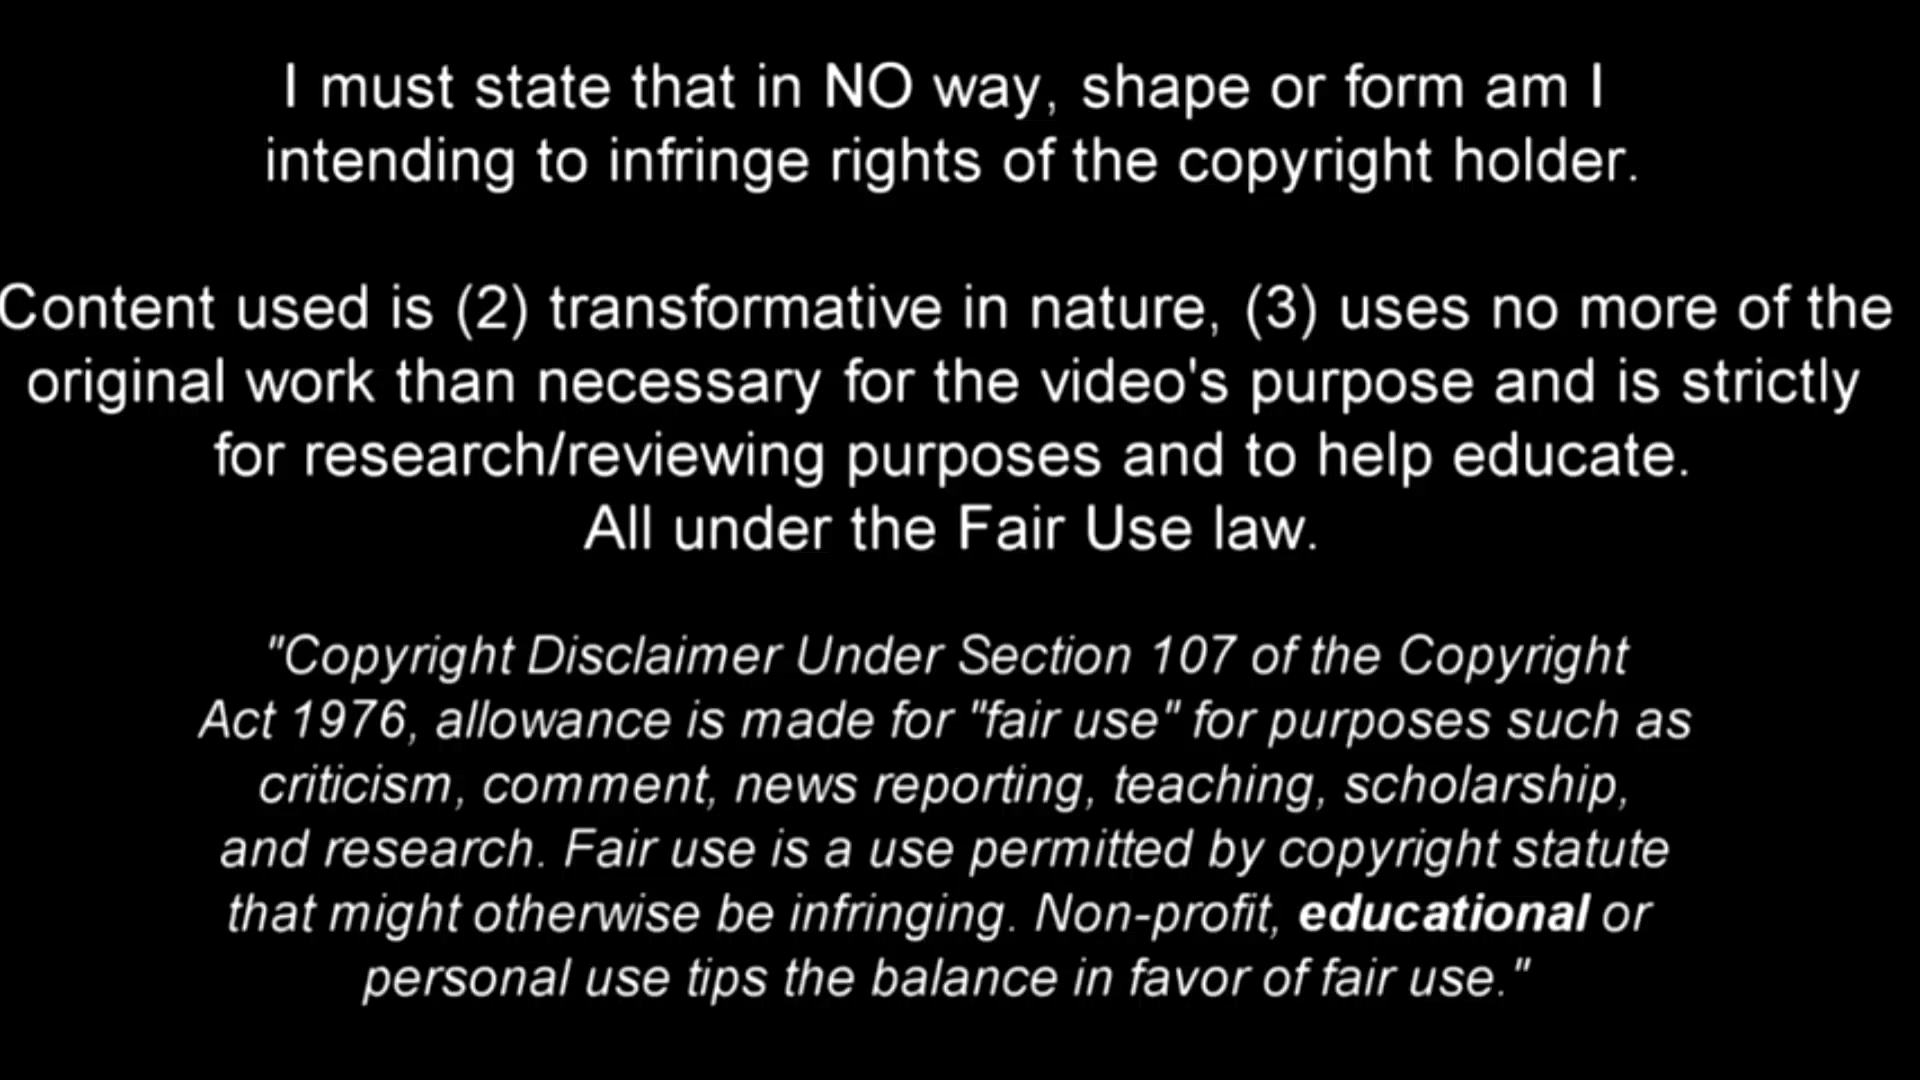 I must state that in NO way, shape or form am I
intending to infringe rights of the copyright holder.
Content used is (2) transformative in nature, (3) uses no more of the
original work than necessary for the video's purpose and is strictly
for research/reviewing purposes and to help educate.
All under the Fair Use law.
"Copyright Disclaimer Under Section 107 of the Copyright
Act 1976, allowance is made for "fair use" for purposes such as
criticism, comment, news reporting, teaching, scholarship,
and research. Fair use is a use permitted by copyright statute
that might otherwise be infringing. Non-profit, educational or
personal use tips the balance in favor of fair use."